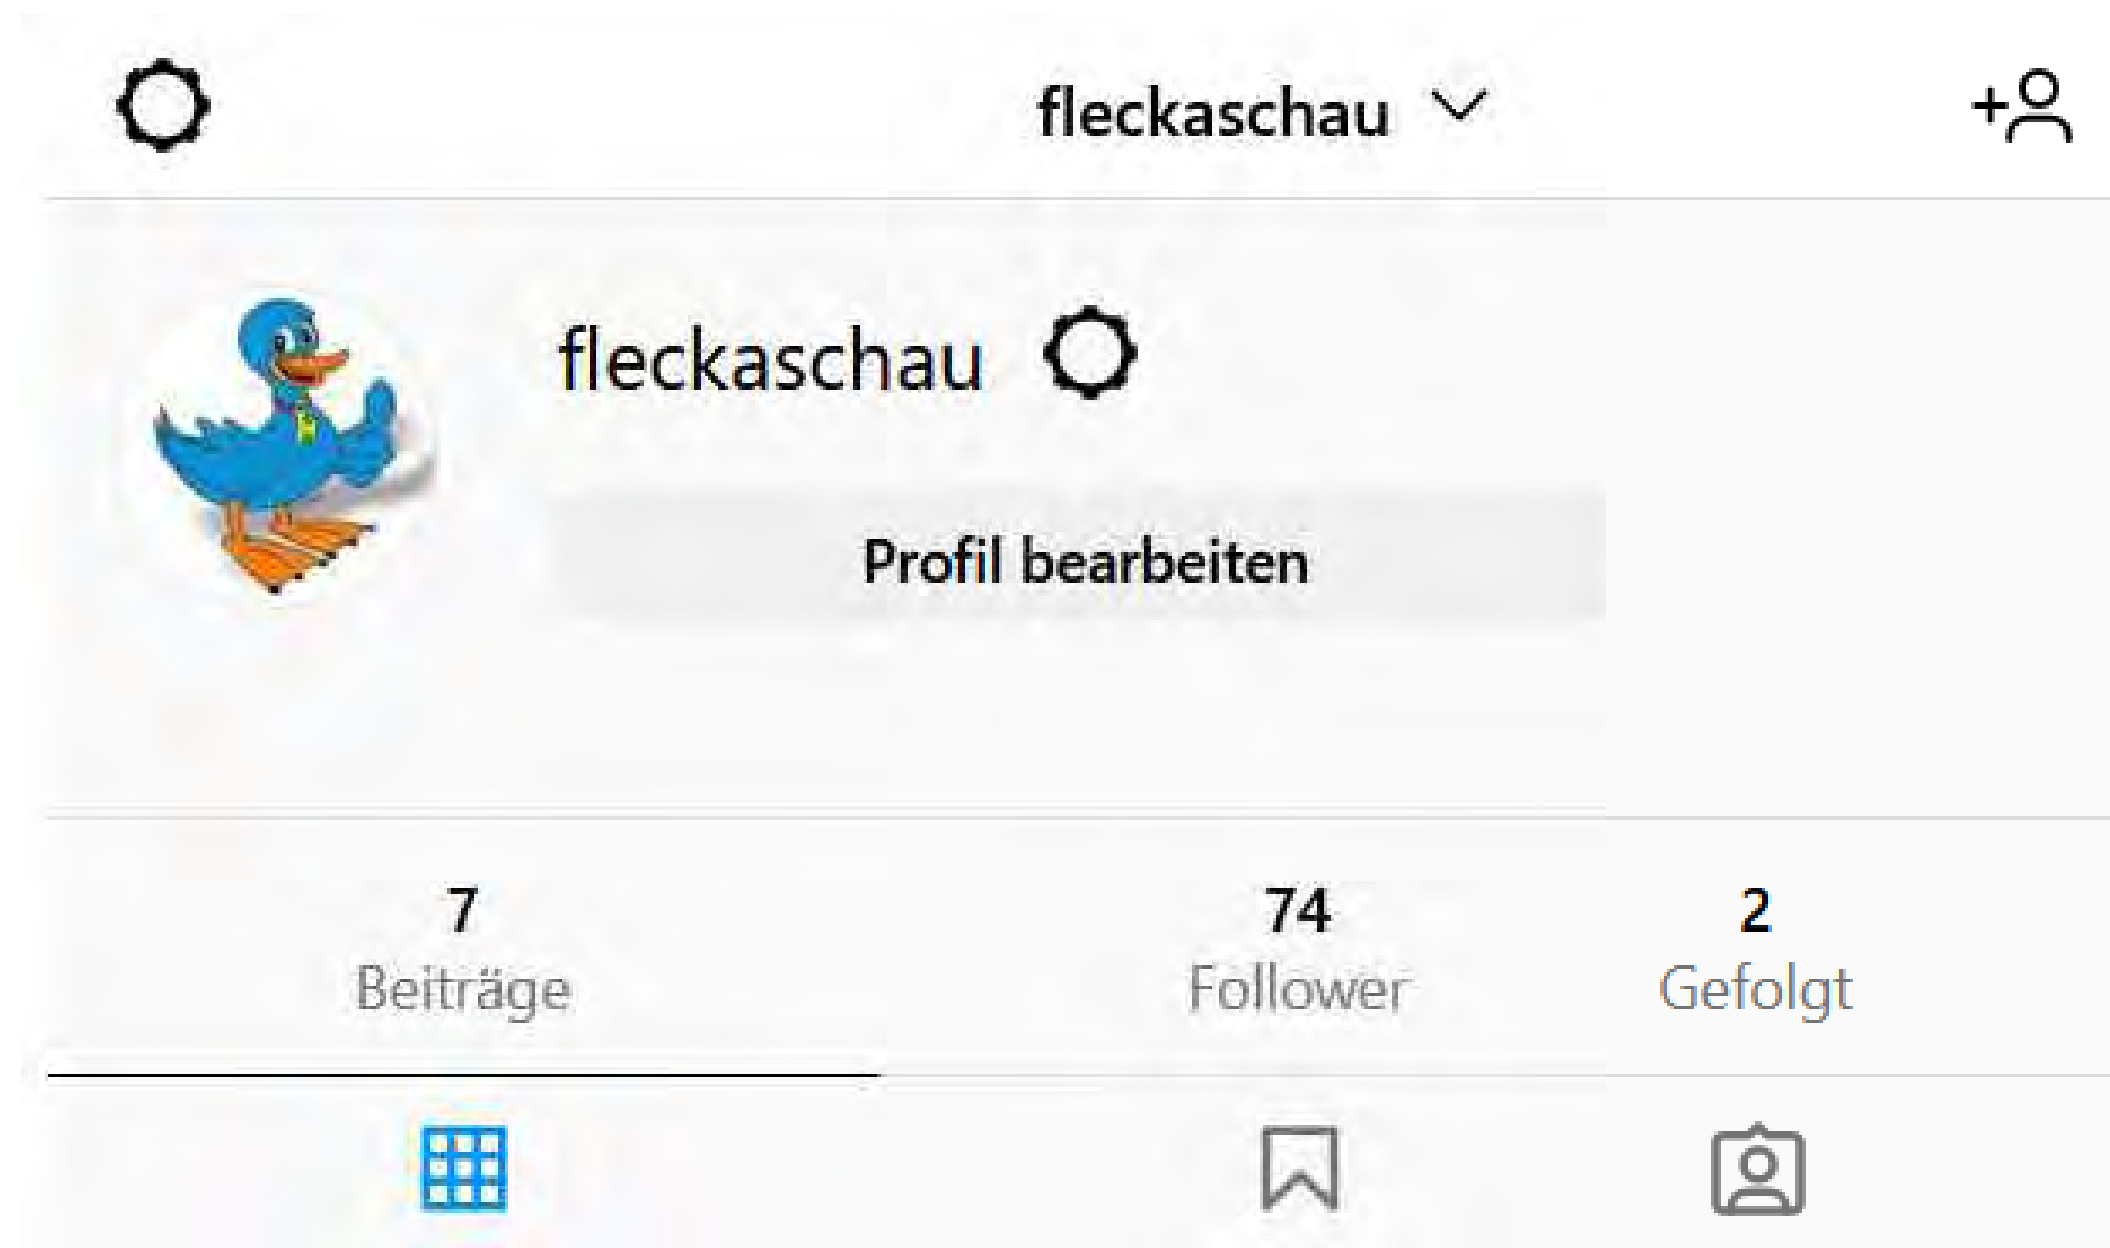 fleckaschau
fleckaschau
Profil bearbeiten
7 74 2
Beiträge Follower Gefolgt